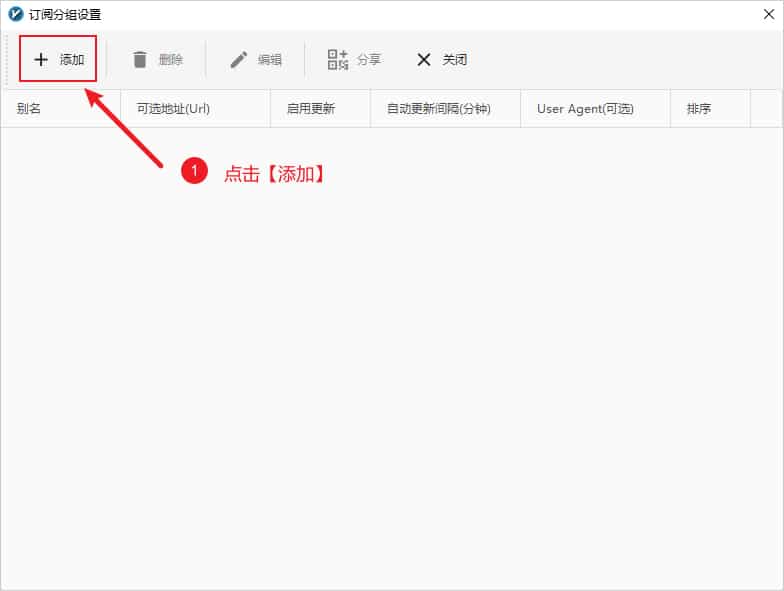 订阅分组设置
添加 删除 编辑 分享 关闭
别名 可选地址(Url) 启用更新 自动更新间隔(分钟) User Agent(可选) 排序
1 点击【添加】